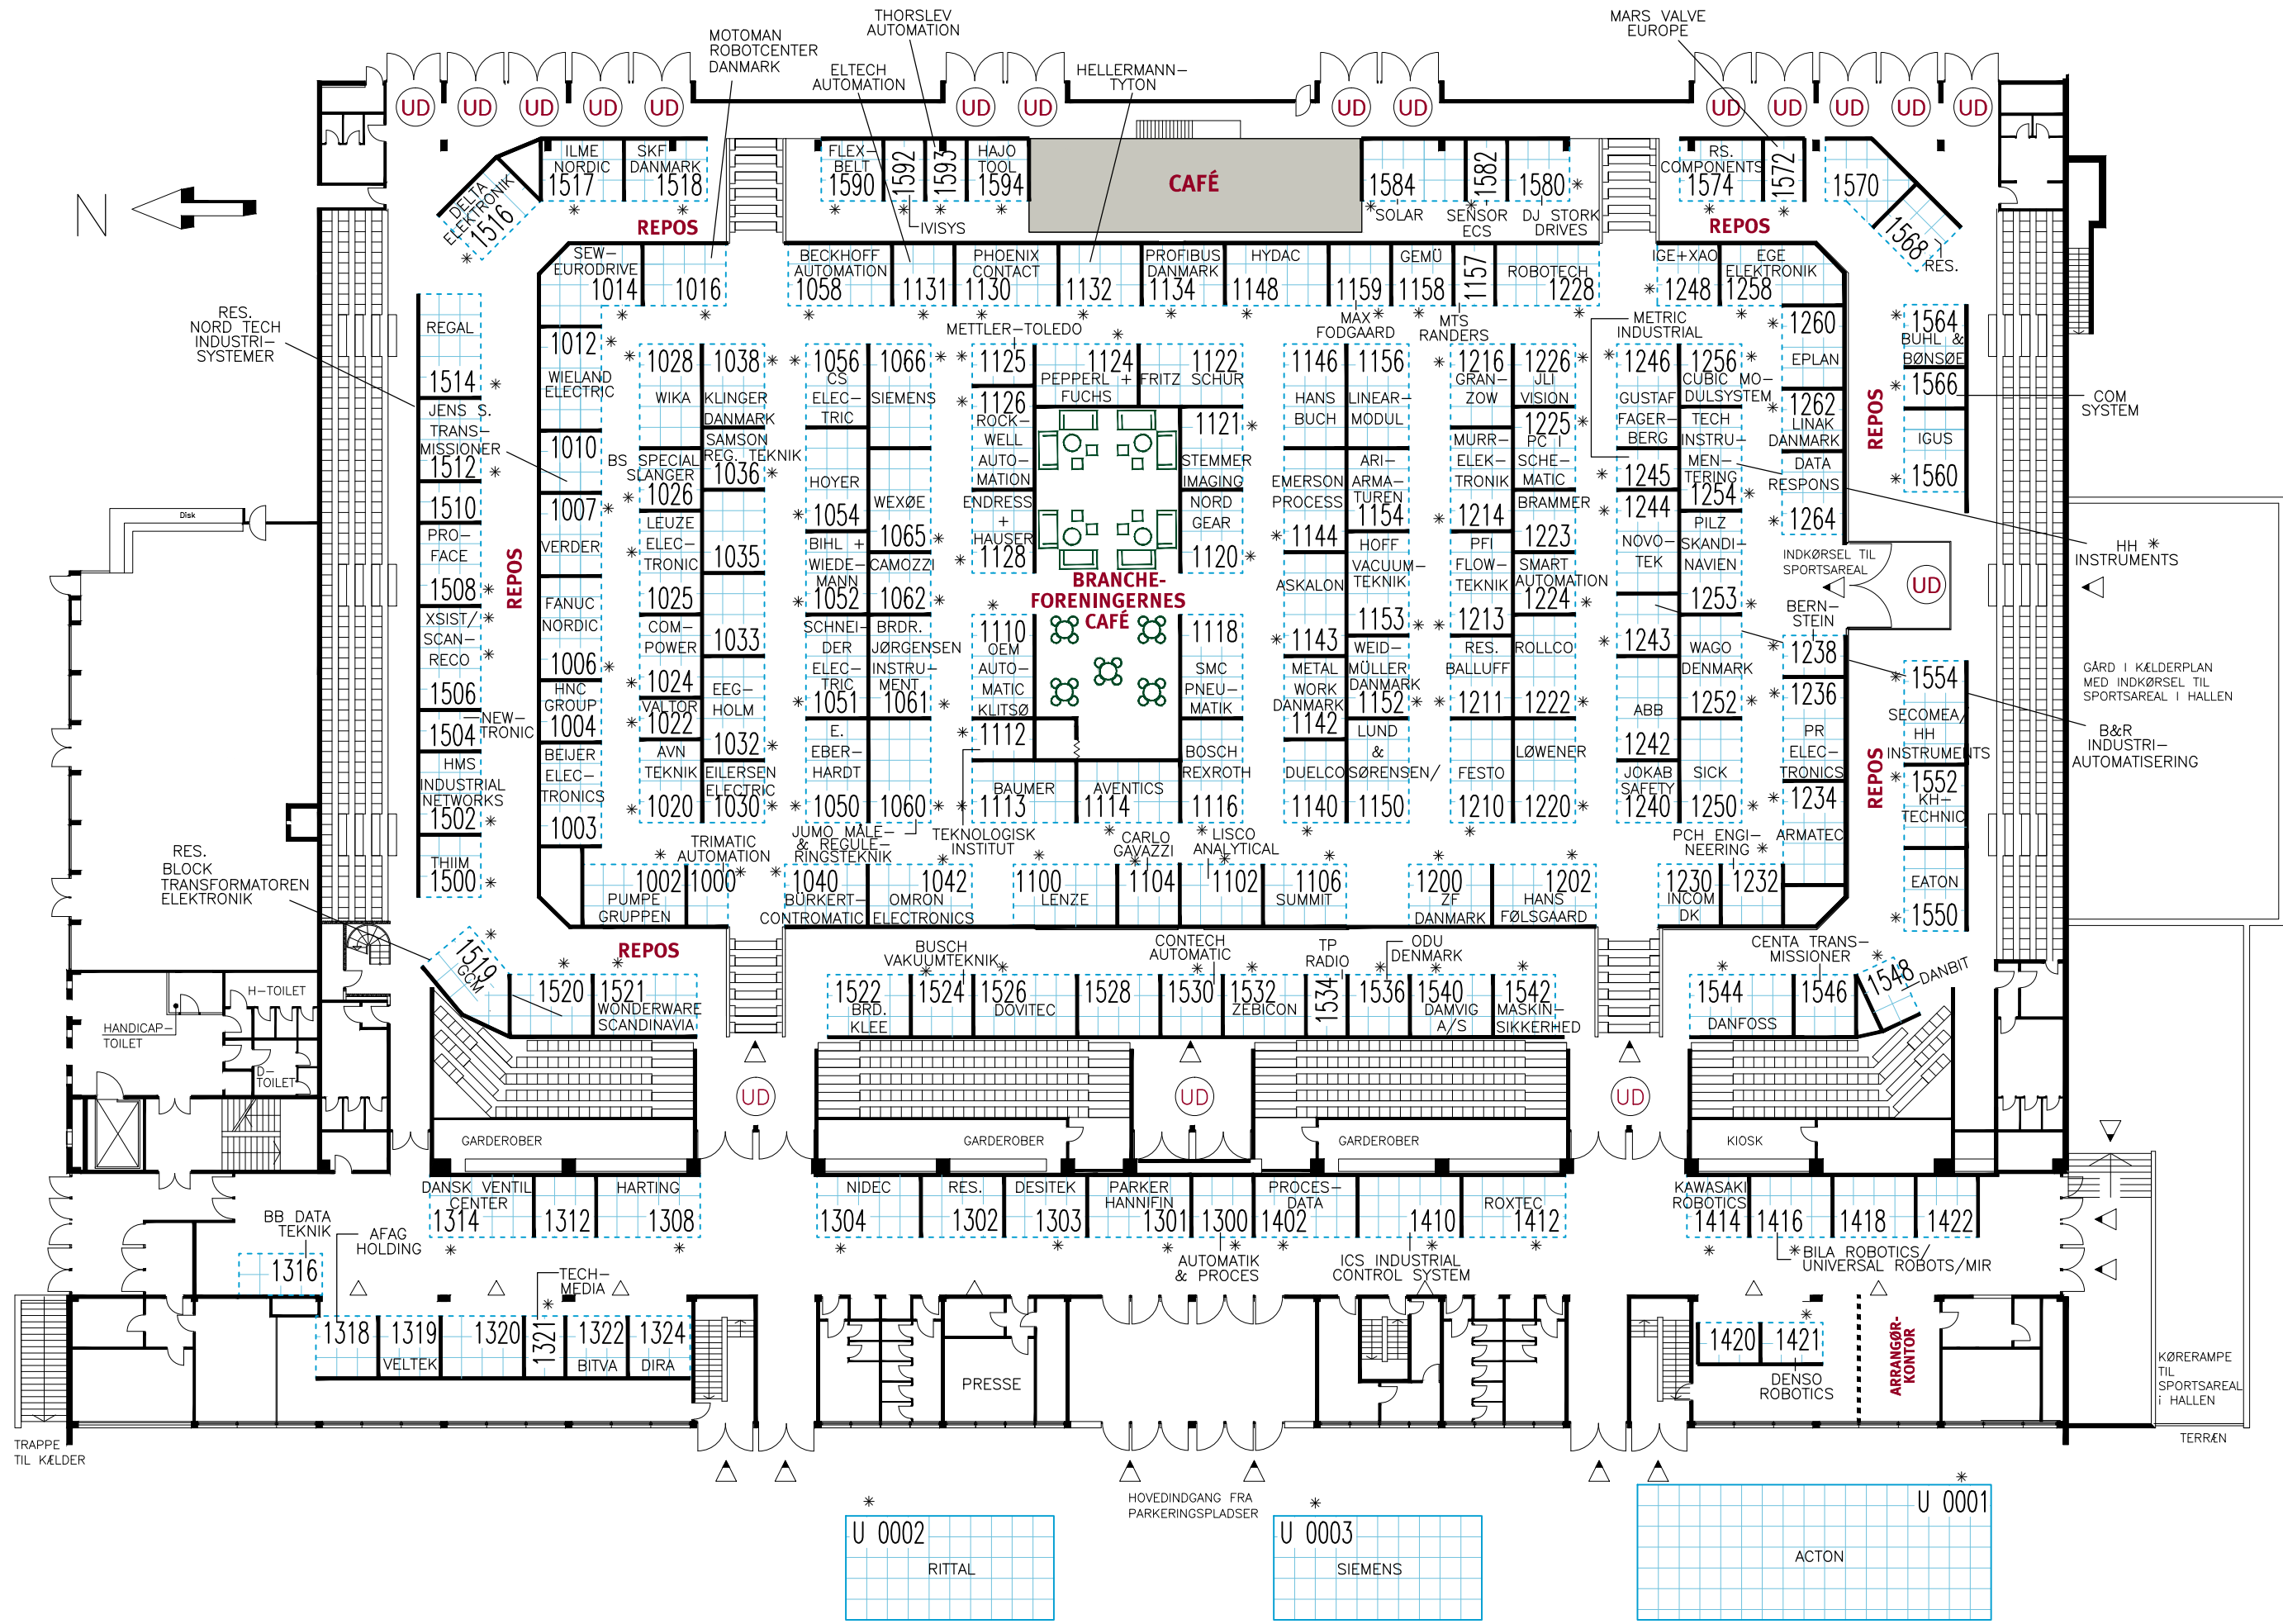 THORSLEV
AUTOMATION
MARS VALVE
EUROPE
MOTOMAN
ROBOTCENTER
DANMARK
ELTECH
AUTOMATION
HELLERMANN-
TYTON
UD
UD
UD
UD
UD
UD
UD
UD
UD
UD
UD
UD
UD
UD
N
DELTA
ELEKTRONIK
1516
ILME
NORDIC
1517
SKF
DANMARK
1518
FLEX-
BELT
1590
1592
1593
HAJO
TOOL
1594
IVISYS
CAFÉ
1584
SOLAR
1582
SENSOR
ECS
1580
DJ STORK
DRIVES
RS.
COMPONENTS
1574
1572
1570
1568
RES.
REPOS
REPOS
SEW-
EURODRIVE
1014
1016
BECKHOFF
AUTOMATION
1058
1131
PHOENIX
CONTACT
1130
1132
PROFIBUS
DANMARK
1134
HYDAC
1148
1159
GEMÜ
1158
1157
ROBOTECH
1228
IGE+XAO
1248
EGE
ELEKTRONIK
1258
MAX
FODGAARD
MTS
RANDERS
METRIC
INDUSTRIAL
METTLER-TOLEDO
RES.
NORD TECH
INDUSTRI-
SYSTEMER
REGAL
1514
JENS S.
TRANS-
MISSIONER
1512
1510
PRO-
FACE
1508
XSIST/
SCAN-
RECO
1506
NEW-
TRONIC
1504
HMS
INDUSTRIAL
NETWORKS
1502
THIIM
1500
REPOS
1012
WIELAND
ELECTRIC
1010
1007
VERDER
FANUC
NORDIC
1006
HNC
GROUP
1004
BEIJER
ELEC-
TRONICS
1003
1028
WIKA
BS SPECIAL
SLANGER
1026
LEUZE
ELEC-
TRONIC
1025
COM-
POWER
1024
VALTOR
1022
AVN
TEKNIK
1020
1038
KLINGER
DANMARK
SAMSON
REG. TEKNIK
1036
1035
1033
EEG-
HOLM
1032
EILERSEN
ELECTRIC
1030
1056
CS
ELEC-
TRIC
HOYER
1054
BIHL +
WIEDE-
MANN
1052
SCHNEI-
DER
ELEC-
TRIC
1051
E.
EBER-
HARDT
1050
1066
SIEMENS
WEXØE
1065
CAMOZZI
1062
BRDR.
JØRGENSEN
INSTRU-
MENT
1061
1060
JUMO MÅLE-
& REGULE-
RINGSTEKNIK
1125
1126
ROCK-
WELL
AUTO-
MATION
ENDRESS
+
HAUSER
1128
1124
PEPPERL +
FUCHS
1122
FRITZ SCHUR
1121
STEMMER
IMAGING
NORD
GEAR
1120
BRANCHE-
FORENINGERNES
CAFÉ
1110
OEM
AUTO-
MATIC
KLITSØ
1112
TEKNOLOGISK
INSTITUT
BAUMER
1113
AVENTICS
1114
1118
SMC
PNEU-
MATIK
BOSCH
REXROTH
1116
1146
HANS
BUCH
EMERSON
PROCESS
1144
ASKALON
1143
METAL
WORK
DANMARK
1142
DUELCO
1140
1156
LINEAR-
MODUL
ARI-
ARMA-
TUREN
1154
HOFF
VACUUM-
TEKNIK
1153
WEID-
MÜLLER
DANMARK
1152
LUND
&
SØRENSEN/
1150
1216
GRAN-
ZOW
MURR-
ELEK-
TRONIK
1214
PFI
FLOW-
TEKNIK
1213
RES.
BALLUFF
1211
FESTO
1210
1226
JLI
VISION
1225
PC I
SCHE-
MATIC
BRAMMER
1223
SMART
AUTOMATION
1224
ROLLCO
1222
LØWENER
1220
1246
GUSTAF
FAGER-
BERG
1245
1244
NOVO-
TEK
1243
ABB
1242
JOKAB
SAFETY
1240
1256
CUBIC MO-
DULSYSTEM
TECH
INSTRU-
MEN-
TERING
1254
PILZ
SKANDI-
NAVIEN
1253
WAGO
DENMARK
1252
SICK
1250
1260
EPLAN
1262
LINAK
DANMARK
DATA
RESPONS
1264
INDKØRSEL TIL
SPORTSAREAL
UD
BERN-
STEIN
1238
1236
PR
ELEC-
TRONICS
1234
ARMATEC
1564
BUHL &
BØNSØE
1566
COM
SYSTEM
IGUS
1560
REPOS
HH
INSTRUMENTS
1554
SECOMEA/
HH
INSTRUMENTS
1552
KH-
TECHNIC
EATON
1550
REPOS
B&R
INDUSTRI-
AUTOMATISERING
GÅRD I KÆLDERPLAN
MED INDKØRSEL TIL
SPORTSAREAL I HALLEN
Disk
RES.
BLOCK
TRANSFORMATOREN
ELEKTRONIK
TRIMATIC
AUTOMATION
1002
PUMPE
GRUPPEN
1000
1040
BÜRKERT-
CONTROMATIC
1042
OMRON
ELECTRONICS
1100
LENZE
CARLO
GAVAZZI
1104
LISCO
ANALYTICAL
1102
1106
SUMMIT
1200
ZF
DANMARK
1202
HANS
FØLSGAARD
PCH ENGI-
NEERING
1230
INCOM
DK
1232
REPOS
1519
GCM
1520
1521
WONDERWARE
SCANDINAVIA
BUSCH
VAKUUMTEKNIK
1522
BRD.
KLEE
1524
1526
DOVITEC
1528
CONTECH
AUTOMATIC
1530
1532
ZEBICON
TP
RADIO
1534
ODU
DENMARK
1536
1540
DAMVIG
A/S
1542
MASKIN-
SIKKERHED
CENTA TRANS-
MISSIONER
1544
DANFOSS
1546
1548
DANBIT
H-TOILET
HANDICAP-
TOILET
D-
TOILET
UD
UD
UD
GARDEROBER
GARDEROBER
GARDEROBER
KIOSK
DANSK VENTIL
CENTER
1314
1312
HARTING
1308
NIDEC
1304
RES.
1302
DESITEK
1303
PARKER
HANNIFIN
1301
1300
PROCES-
DATA
1402
1410
ROXTEC
1412
KAWASAKI
ROBOTICS
1414
1416
1418
1422
BB DATA
TEKNIK
1316
AFAG
HOLDING
TECH-
MEDIA
AUTOMATIK
& PROCES
ICS INDUSTRIAL
CONTROL SYSTEM
BILA ROBOTICS/
UNIVERSAL ROBOTS/MIR
1318
1319
VELTEK
1320
1321
1322
BITVA
1324
DIRA
PRESSE
1420
1421
DENSO
ROBOTICS
ARRANGØR-
KONTOR
KØRERAMPE
TIL
SPORTSAREAL
i HALLEN
TERRÆN
TRAPPE
TIL KÆLDER
HOVEDINDGANG FRA
PARKERINGSPLADSER
U 0002
RITTAL
U 0003
SIEMENS
U 0001
ACTON